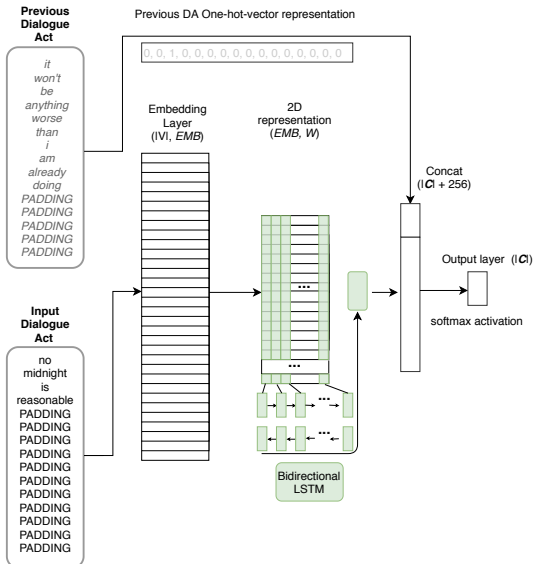 Previous
Dialogue
Act
it
won't
be
anything
worse
than
i
am
already
doing
PADDING
PADDING
PADDING
PADDING
PADDING
Previous DA One-hot-vector representation
0, 0, 1, 0, 0, 0, 0, 0, 0, 0, 0, 0, 0, 0, 0
Embedding
Layer
(|V|, EMB)
2D
representation
(EMB, W)
...
...
...
...
Bidirectional
LSTM
Concat
(|C| + 256)
Output layer (|C|)
softmax activation
Input
Dialogue
Act
no
midnight
is
reasonable
PADDING
PADDING
PADDING
PADDING
PADDING
PADDING
PADDING
PADDING
PADDING
PADDING
PADDING